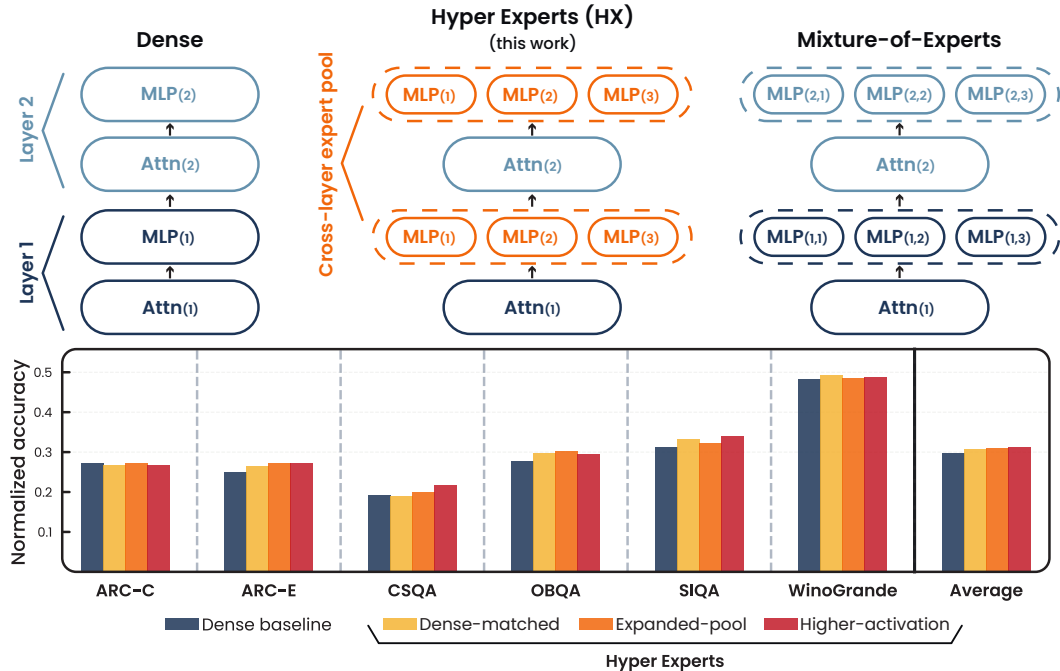 Dense
Hyper Experts (HX)
(this work)
Mixture-of-Experts
Layer 2
MLP(2)
Attn(2)
Layer 1
MLP(1)
Attn(1)
Cross-layer expert pool
MLP(1) MLP(2) MLP(3)
Attn(2)
MLP(1) MLP(2) MLP(3)
Attn(1)
MLP(2,1) MLP(2,2) MLP(2,3)
Attn(2)
MLP(1,1) MLP(1,2) MLP(1,3)
Attn(1)
Normalized accuracy
0.5
0.4
0.3
0.2
0.1
ARC-C ARC-E CSQA OBQA SIQA WinoGrande Average
Dense baseline Dense-matched Expanded-pool Higher-activation
Hyper Experts